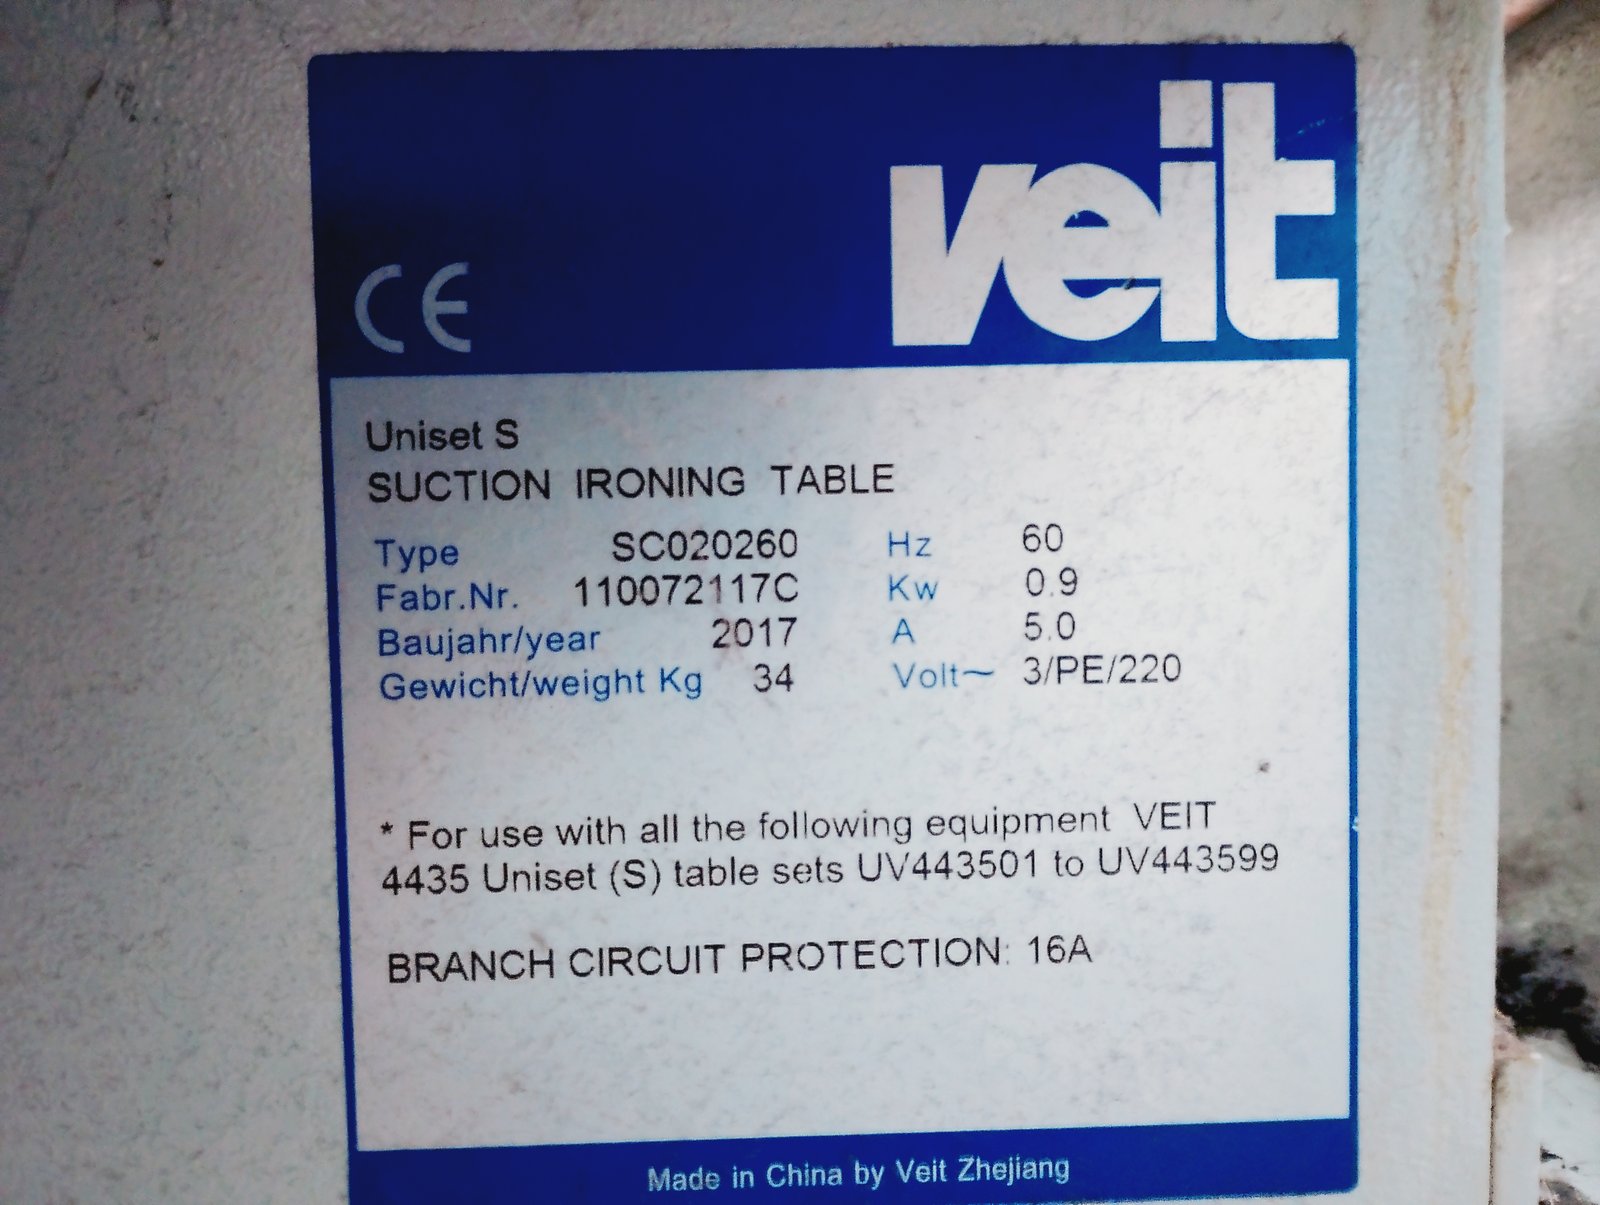 veit
CE
Uniset S
SUCTION IRONING TABLE
Type SC020260 Hz 60
Fabr.Nr. 110072117C Kw 0.9
Baujahr/year 2017 A 5.0
Gewicht/weight Kg 34 Volt~ 3/PE/220
* For use with all the following equipment VEIT
4435 Uniset (S) table sets UV443501 to UV443599
BRANCH CIRCUIT PROTECTION: 16A
Made in China by Veit Zhejiang